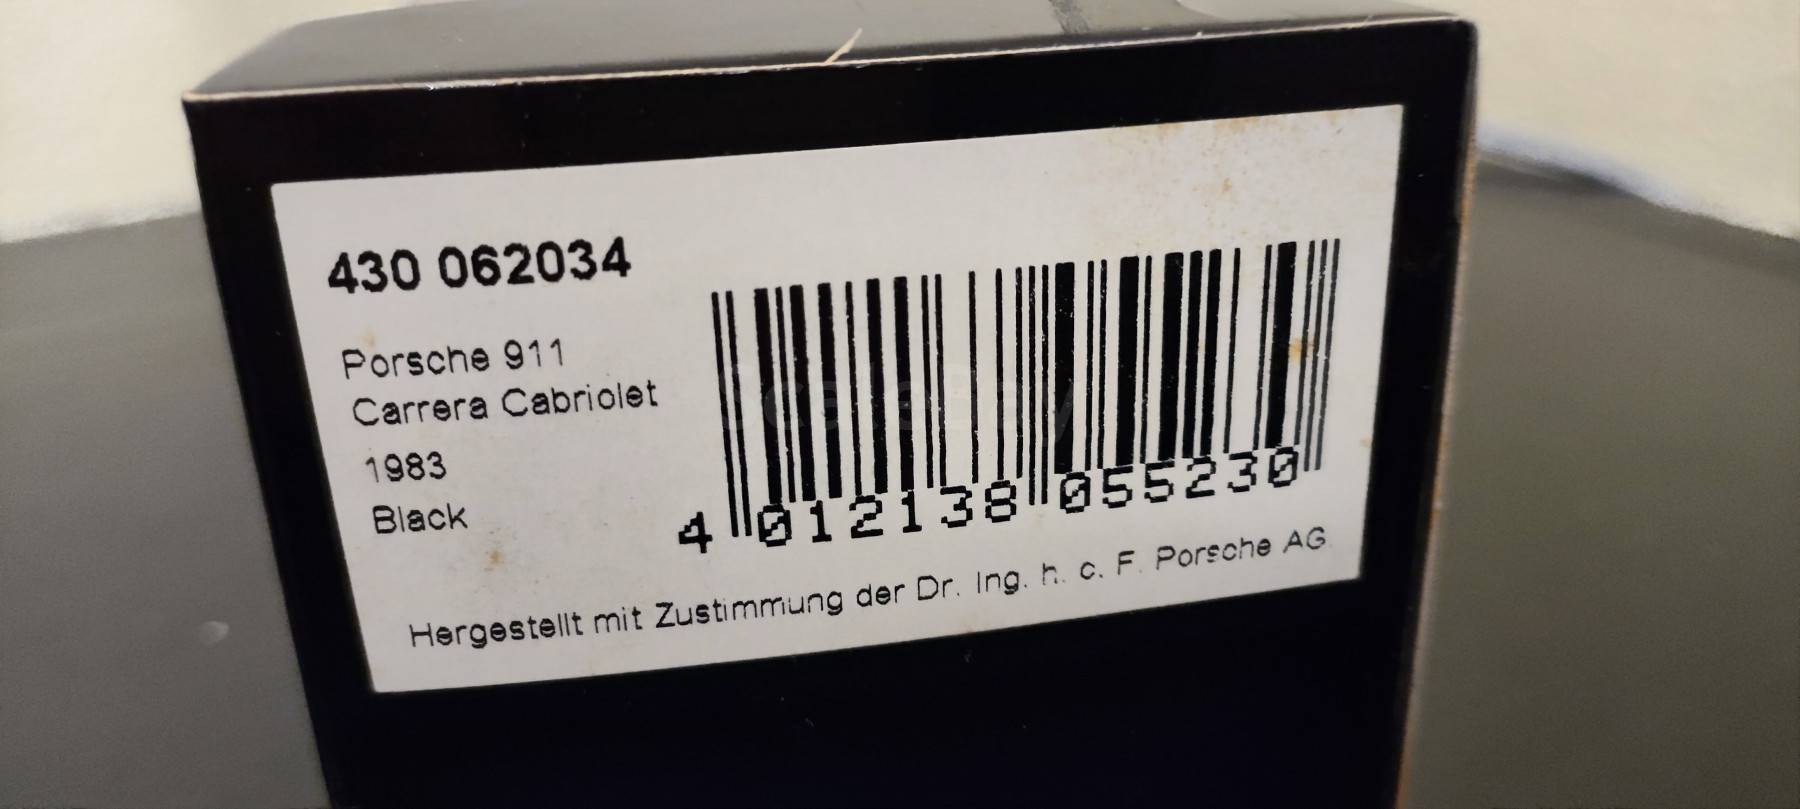 430 062034
Porsche 911
Carrera Cabriolet
1983
Black
4 012138 055230
Hergestellt mit Zustimmung der Dr. Ing. h. c. F. Porsche AG
ScaleBay